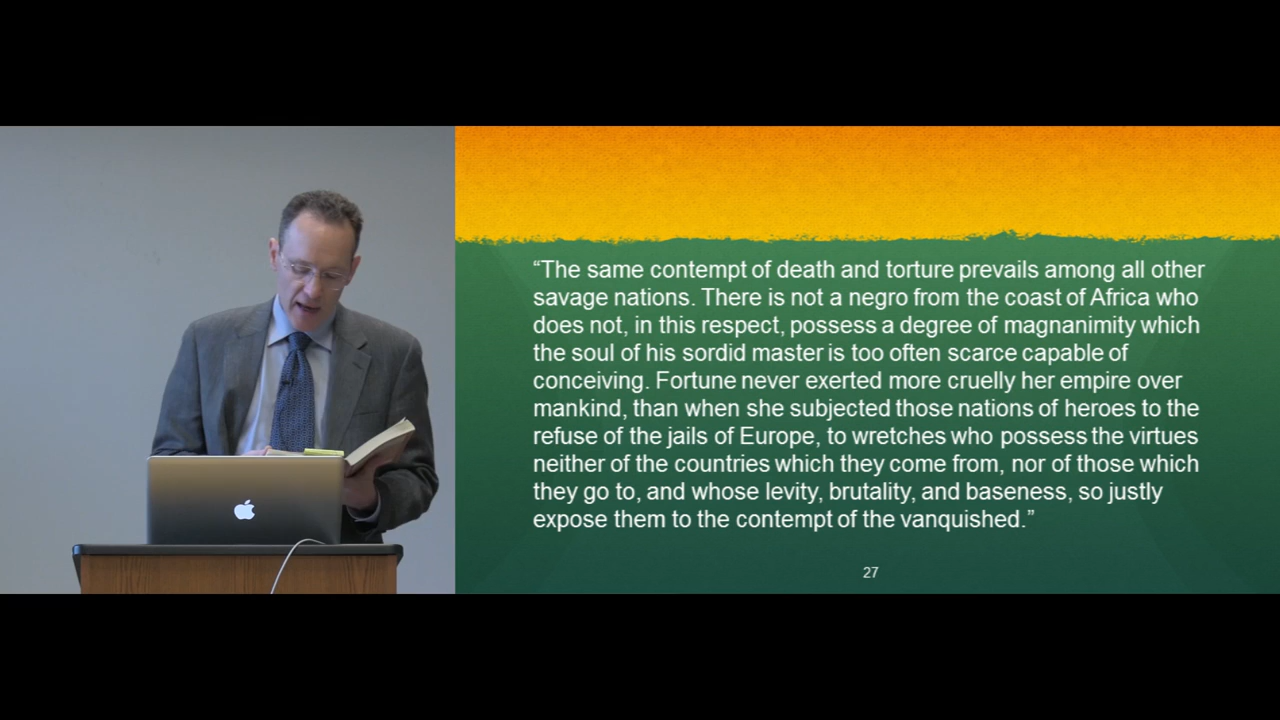 “The same contempt of death and torture prevails among all other
savage nations. There is not a negro from the coast of Africa who
does not, in this respect, possess a degree of magnanimity which
the soul of his sordid master is too often scarce capable of
conceiving. Fortune never exerted more cruelly her empire over
mankind, than when she subjected those nations of heroes to the
refuse of the jails of Europe, to wretches who possess the virtues
neither of the countries which they come from, nor of those which
they go to, and whose levity, brutality, and baseness, so justly
expose them to the contempt of the vanquished.”
27